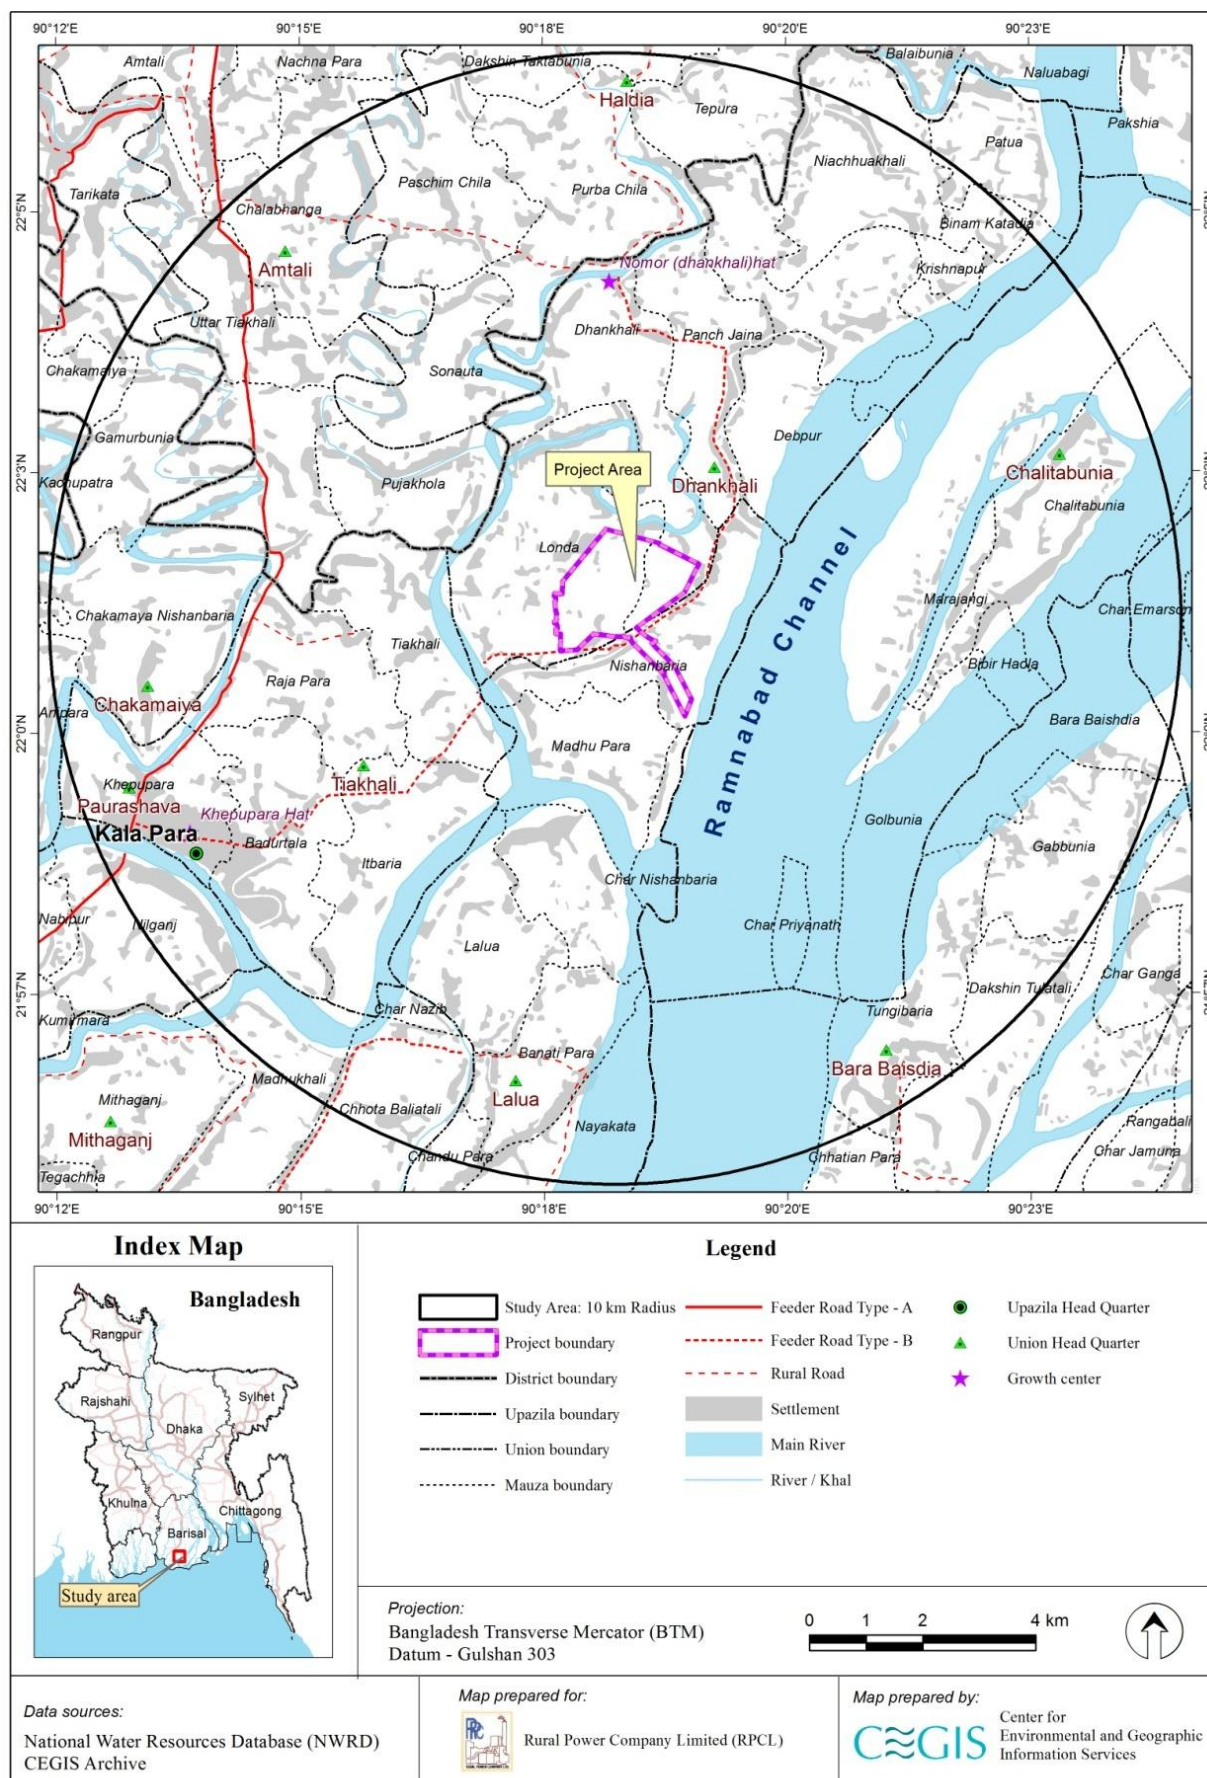 90°12'E 90°15'E 90°18'E 90°20'E 90°23'E
Amtali
Nachna Para
Dakshin Taktabunia
Balaibunia
Naluabagi
Haldia
Tepura
Pakshia
Patua
Niachhuakhali
Tarikata
Paschim Chila
Purba Chila
22°5'N
Chalabhanga
Binam Katadia
Amtali
Nomor (dhankhali)hat
Krishnapur
Uttar Tiakhali
Dhankhali
Panch Jaina
Chakamaiya
Sonauta
Gamurbunia
Debpur
22°3'N
Project Area
Chalitabunia
Kachupatra
Pujakhola
Dhankhali
Chalitabunia
Londa
Ramnabad Channel
Marajangi
Chakamaya Nishanbaria
Char Emarson
Tiakhali
Nishanbaria
Bibir Hadla
Raja Para
Chakamaiya
Bara Baishdia
22°0'N
Madhu Para
Khepupara
Tiakhali
Paurashava
Khepupara Hat
Golbunia
Kala Para
Badurtala
Gabbunia
Itbaria
Char Nishanbaria
Nabipur
Nilganj
Char Priyanath
Lalua
Char Ganga
21°57'N
Dakshin Tulatali
Kumirmara
Char Nazib
Tungibaria
Banati Para
Bara Baisdia
Madhukhali
Mithaganj
Chhota Baliatali
Lalua
Nayakata
Rangabali
Mithaganj
Chandu Para
Chhatian Para
Char Jamuna
Tegachhia
90°12'E 90°15'E 90°18'E 90°20'E 90°23'E
Index Map
Bangladesh
Rangpur
Rajshahi
Sylhet
Dhaka
Khulna
Chittagong
Barisal
Study area
Legend
Study Area: 10 km Radius
Project boundary
District boundary
Upazila boundary
Union boundary
Mauza boundary
Feeder Road Type - A
Feeder Road Type - B
Rural Road
Settlement
Main River
River / Khal
Upazila Head Quarter
Union Head Quarter
Growth center
Projection:
Bangladesh Transverse Mercator (BTM)
Datum - Gulshan 303
0 1 2 4 km
Data sources:
National Water Resources Database (NWRD)
CEGIS Archive
Map prepared for:
Rural Power Company Limited (RPCL)
Map prepared by:
CEGIS
Center for
Environmental and Geographic
Information Services